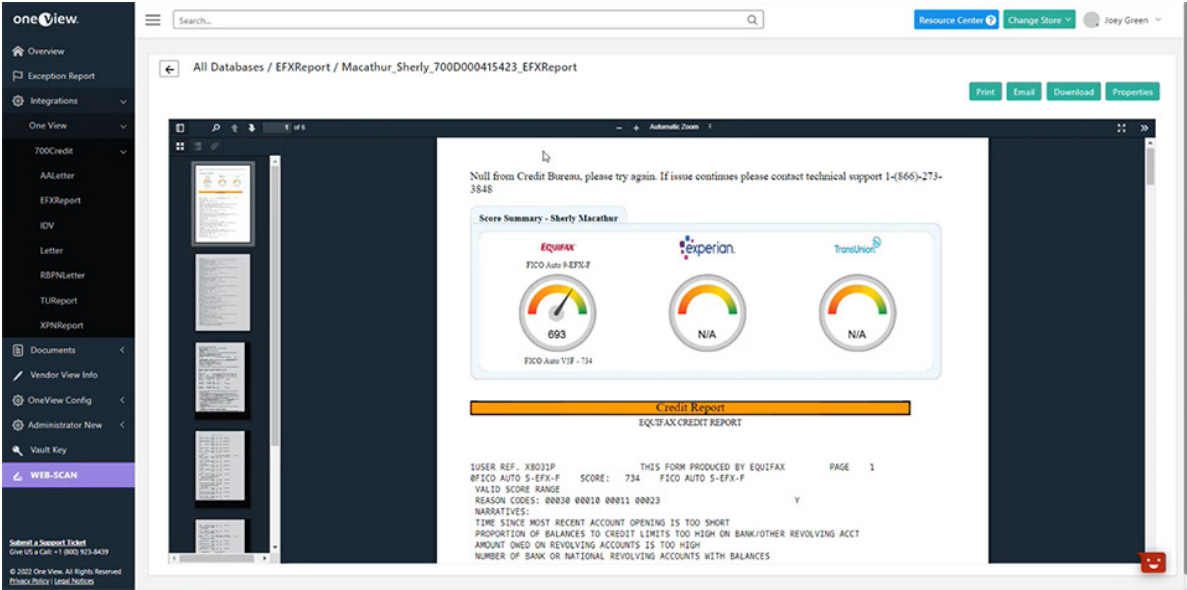 oneView.
Search...
Resource Center ?
Change Store
Joey Green
Overview
Exception Report
Integrations
One View
700Credit
AALetter
EFXReport
IDV
Letter
RBPNLetter
TUReport
XPNReport
Documents
Vendor View Info
OneView Config
Administrator New
Vault Key
WEB-SCAN
Submit a Support Ticket
Give US a Call: +1 (800) 923-8439
© 2022 One View. All Rights Reserved
Privacy Policy | Legal Notices
All Databases / EFXReport / Macathur_Sherly_700D000415423_EFXReport
Print Email Download Properties
1 of 6
Automatic Zoom
Null from Credit Bureau, please try again. If issue continues please contact technical support 1-(866)-273-
3848
Score Summary - Sherly Macathur
EQUIFAX
experian.
TransUnion
tu
FICO Auto 9-EFX-F
693
N/A
N/A
FICO Auto V5F - 734
Credit Report
EQUIFAX CREDIT REPORT
1USER REF. X8031P THIS FORM PRODUCED BY EQUIFAX PAGE 1
0FICO AUTO 5-EFX-F SCORE: 734 FICO AUTO 5-EFX-F
VALID SCORE RANGE
REASON CODES: 00030 00010 00011 00023 Y
NARRATIVES:
TIME SINCE MOST RECENT ACCOUNT OPENING IS TOO SHORT
PROPORTION OF BALANCES TO CREDIT LIMITS TOO HIGH ON BANK/OTHER REVOLVING ACCT
AMOUNT OWED ON REVOLVING ACCOUNTS IS TOO HIGH
NUMBER OF BANK OR NATIONAL REVOLVING ACCOUNTS WITH BALANCES